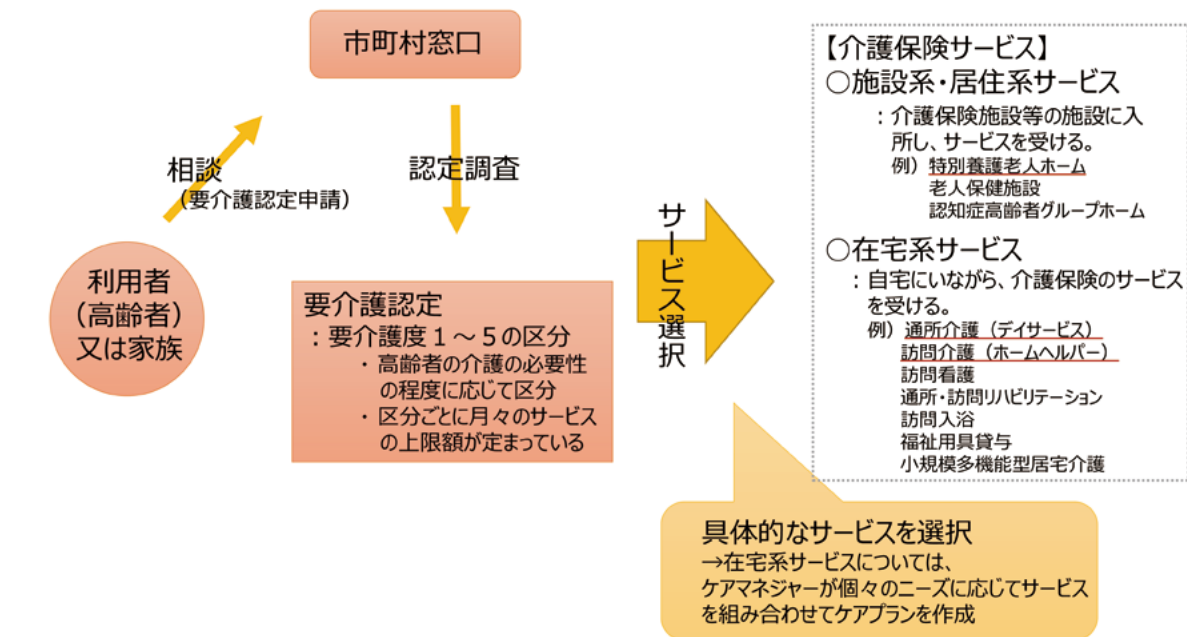 市町村窓口
相談
（要介護認定申請）
認定調査
利用者
（高齢者）
又は家族
要介護認定
：要介護度１～５の区分
・ 高齢者の介護の必要性
の程度に応じて区分
・ 区分ごとに月々のサービス
の上限額が定まっている
サービス選択
【介護保険サービス】
○施設系・居住系サービス
：介護保険施設等の施設に入
所し、サービスを受ける。
例）特別養護老人ホーム
老人保健施設
認知症高齢者グループホーム
○在宅系サービス
：自宅にいながら、介護保険のサービス
を受ける。
例）通所介護（デイサービス）
訪問介護（ホームヘルパー）
訪問看護
通所・訪問リハビリテーション
訪問入浴
福祉用具貸与
小規模多機能型居宅介護
具体的なサービスを選択
→在宅系サービスについては、
ケアマネジャーが個々のニーズに応じてサービス
を組み合わせてケアプランを作成